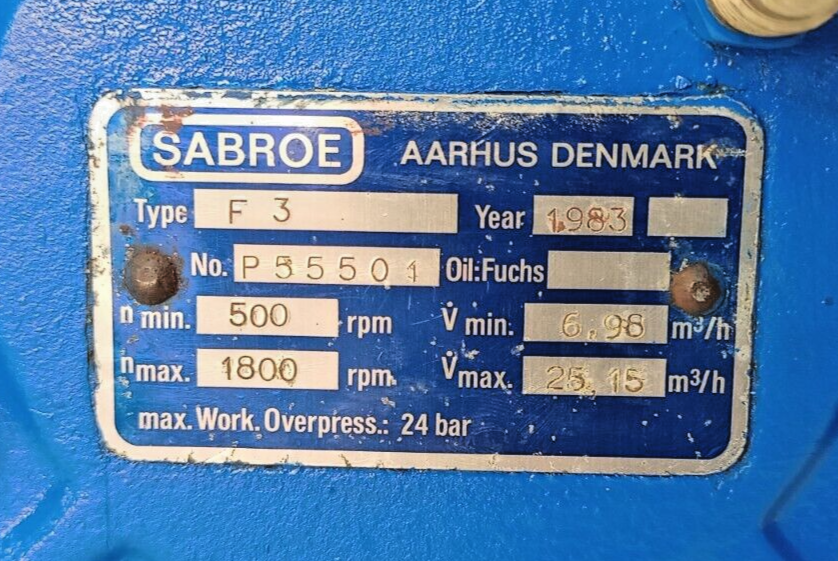 SABROE AARHUS DENMARK
Type F 3 Year 1983
No. P55501 Oil:Fuchs
n min. 500 rpm V̇ min. 6,98 m³/h
n max. 1800 rpm. V̇ max. 25,15 m³/h
max. Work. Overpress.: 24 bar